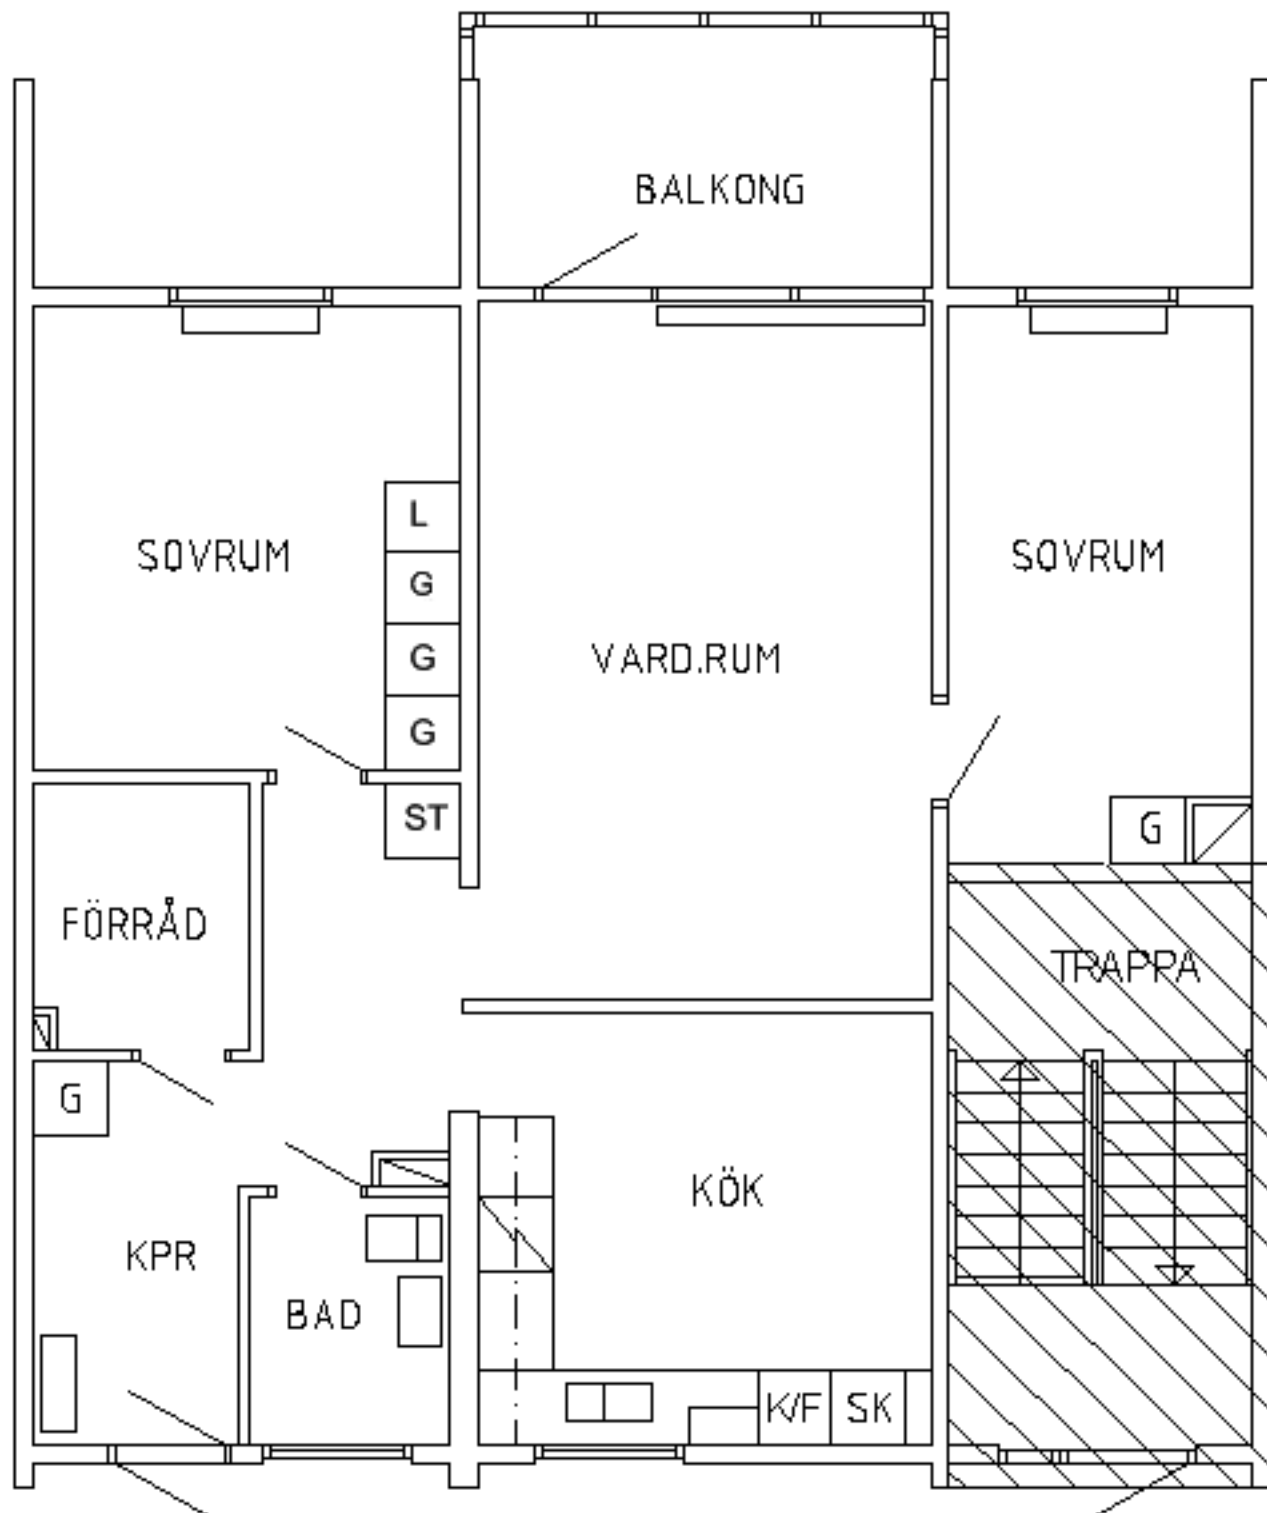 BALKONG
L
SOVRUM
G
SOVRUM
G
VARD.RUM
G
ST
G
FÖRRÅD
TRAPPA
G
KÖK
KPR
BAD
K/F
SK